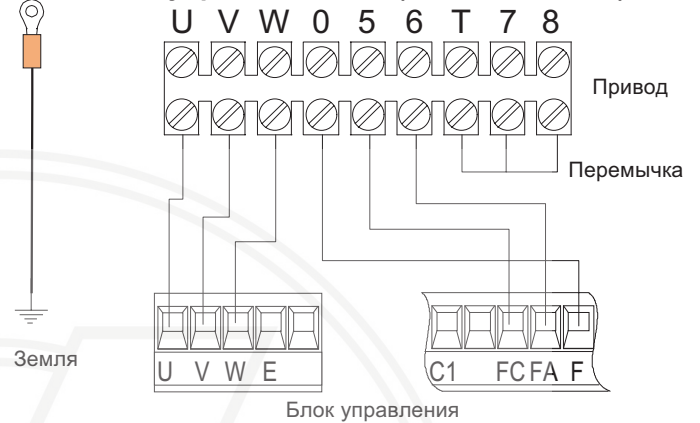 U V W 0 5 6 T 7 8
Привод
Перемычка
Земля
U V W E
C1 FC FA F
Блок управления